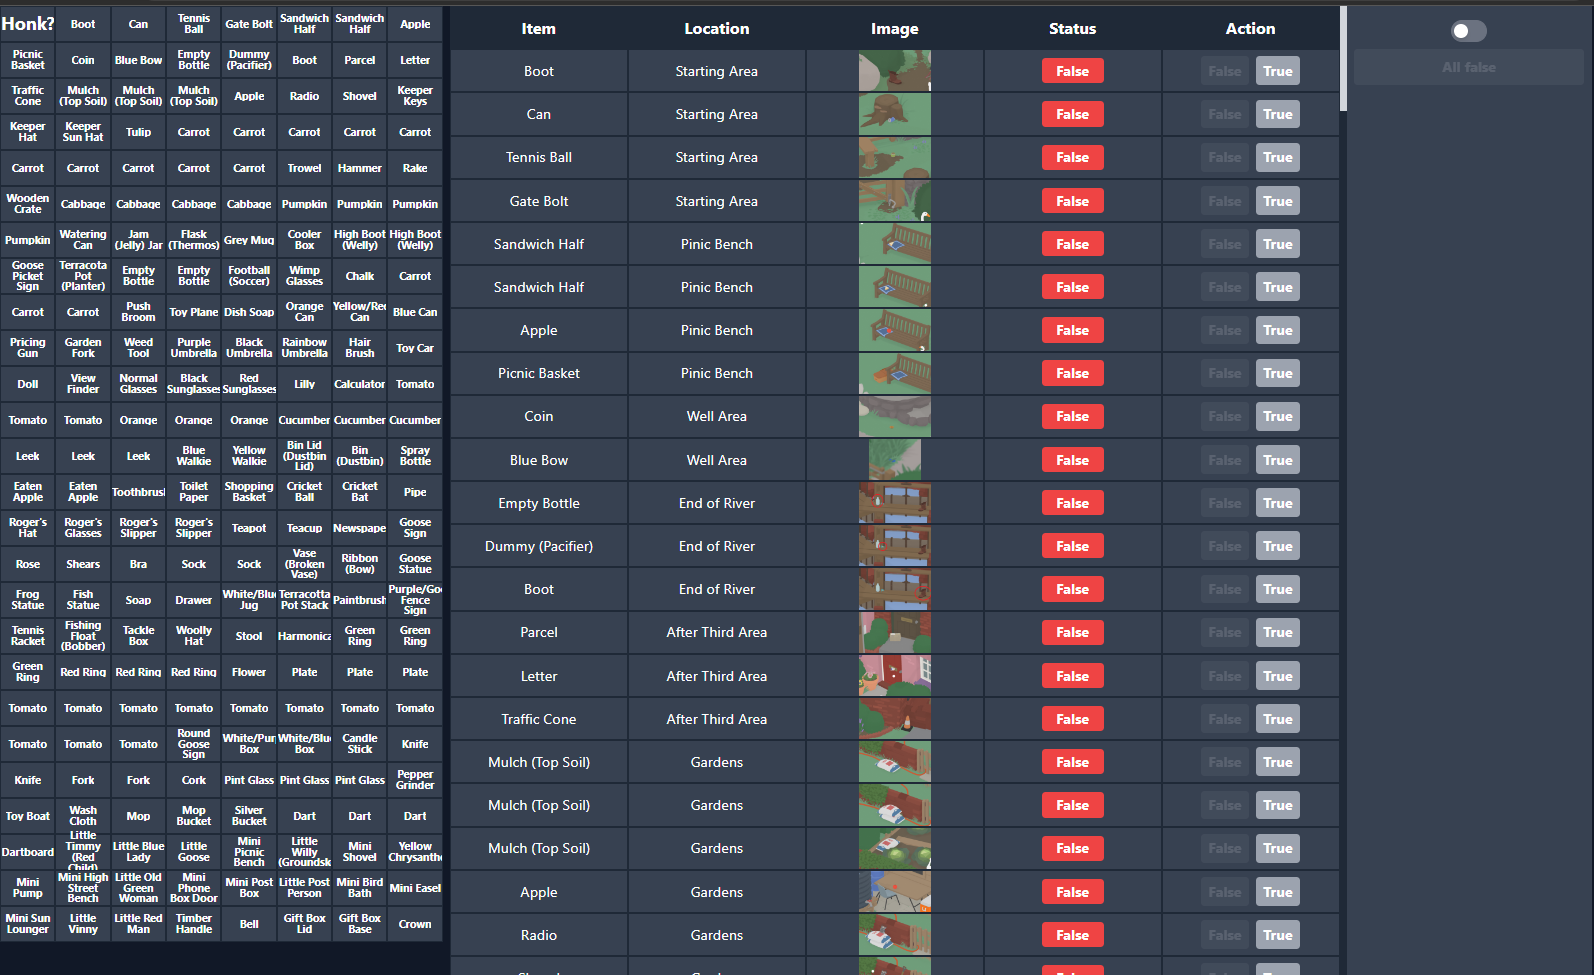 Honk? Boot Can Tennis Ball Gate Bolt Sandwich Half Sandwich Half Apple
Picnic Basket Coin Blue Bow Empty Bottle Dummy (Pacifier) Boot Parcel Letter
Traffic Cone Mulch (Top Soil) Mulch (Top Soil) Mulch (Top Soil) Apple Radio Shovel Keeper Keys
Keeper Hat Keeper Sun Hat Tulip Carrot Carrot Carrot Carrot Carrot
Carrot Carrot Carrot Carrot Carrot Trowel Hammer Rake
Wooden Crate Cabbage Cabbage Cabbage Cabbage Pumpkin Pumpkin Pumpkin
Pumpkin Watering Can Jam (Jelly) Jar Flask (Thermos) Grey Mug Cooler Box High Boot (Welly) High Boot (Welly)
Goose Picket Sign Terracota Pot (Planter) Empty Bottle Empty Bottle Football (Soccer) Wimp Glasses Chalk Carrot
Carrot Carrot Push Broom Toy Plane Dish Soap Orange Can Yellow/Red Can Blue Can
Pricing Gun Garden Fork Weed Tool Purple Umbrella Black Umbrella Rainbow Umbrella Hair Brush Toy Car
Doll View Finder Normal Glasses Black Sunglasses Red Sunglasses Lilly Calculator Tomato
Tomato Tomato Orange Orange Orange Cucumber Cucumber Cucumber
Leek Leek Leek Blue Walkie Yellow Walkie Bin Lid (Dustbin Lid) Bin (Dustbin) Spray Bottle
Eaten Apple Eaten Apple Toothbrus Toilet Paper Shopping Basket Cricket Ball Cricket Bat Pipe
Roger's Hat Roger's Glasses Roger's Slipper Roger's Slipper Teapot Teacup Newspape Goose Sign
Rose Shears Bra Sock Sock Vase (Broken Vase) Ribbon (Bow) Goose Statue
Frog Statue Fish Statue Soap Drawer White/Blu Jug Terracotta Pot Stack Paintbrush Purple/Go Fence Sign
Tennis Racket Fishing Float (Bobber) Tackle Box Woolly Hat Stool Harmonica Green Ring Green Ring
Green Ring Red Ring Red Ring Red Ring Flower Plate Plate Plate
Tomato Tomato Tomato Tomato Tomato Tomato Tomato Tomato
Tomato Tomato Tomato Round Goose Sign White/Pur Box White/Blu Box Candle Stick Knife
Knife Fork Fork Cork Pint Glass Pint Glass Pint Glass Pepper Grinder
Toy Boat Wash Cloth Mop Mop Bucket Silver Bucket Dart Dart Dart
Dartboard Little Timmy (Red Child) Little Blue Lady Little Goose Mini Picnic Bench Little Willy (Groundsk Mini Shovel Yellow Chrysanth
Mini Pump Mini High Street Bench Little Old Green Woman Mini Phone Box Door Mini Post Box Little Post Person Mini Bird Bath Mini Easel
Mini Sun Lounger Little Vinny Little Red Man Timber Handle Bell Gift Box Lid Gift Box Base Crown
Item Location Image Status Action
Boot Starting Area False False True
Can Starting Area False False True
Tennis Ball Starting Area False False True
Gate Bolt Starting Area False False True
Sandwich Half Pinic Bench False False True
Sandwich Half Pinic Bench False False True
Apple Pinic Bench False False True
Picnic Basket Pinic Bench False False True
Coin Well Area False False True
Blue Bow Well Area False False True
Empty Bottle End of River False False True
Dummy (Pacifier) End of River False False True
Boot End of River False False True
Parcel After Third Area False False True
Letter After Third Area False False True
Traffic Cone After Third Area False False True
Mulch (Top Soil) Gardens False False True
Mulch (Top Soil) Gardens False False True
Mulch (Top Soil) Gardens False False True
Apple Gardens False False True
Radio Gardens False False True
All false